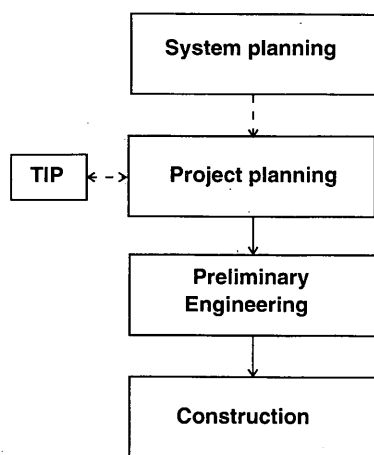 System planning
TIP
Project planning
Preliminary
Engineering
Construction